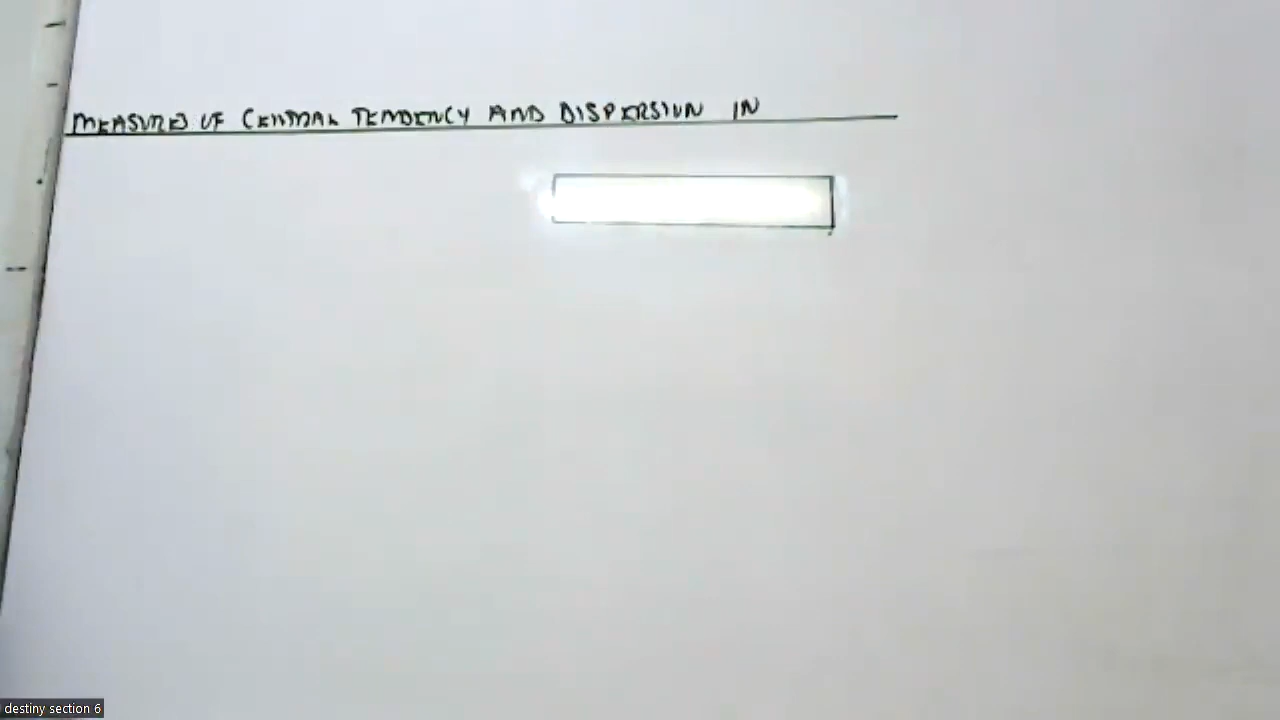 MEASURES OF CENTRAL TENDENCY AND DISPERSION IN
destiny section 6